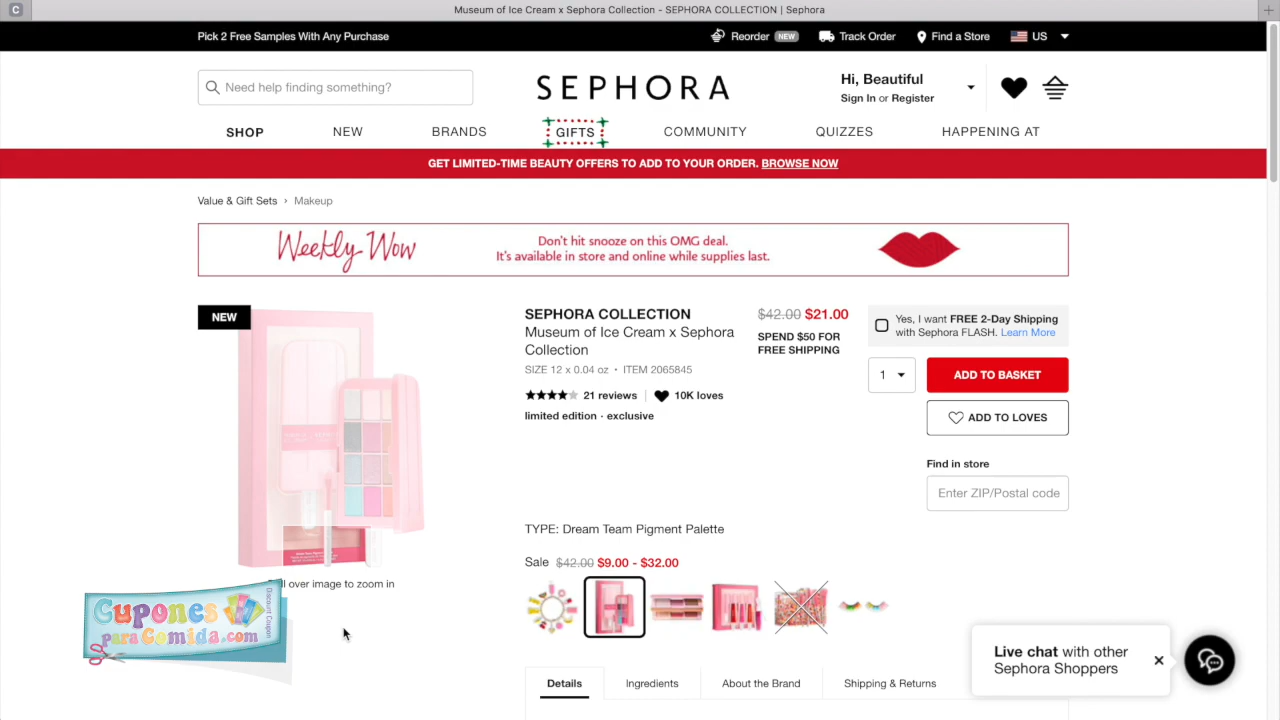 C
Museum of Ice Cream x Sephora Collection - SEPHORA COLLECTION | Sephora
Pick 2 Free Samples With Any Purchase
Reorder NEW
Track Order
Find a Store
US
Need help finding something?
SEPHORA
Hi, Beautiful
Sign In or Register
SHOP
NEW
BRANDS
GIFTS
COMMUNITY
QUIZZES
HAPPENING AT
GET LIMITED-TIME BEAUTY OFFERS TO ADD TO YOUR ORDER. BROWSE NOW
Value & Gift Sets › Makeup
Weekly Wow
Don't hit snooze on this OMG deal.
It's available in store and online while supplies last.
NEW
SEPHORA COLLECTION
Museum of Ice Cream x Sephora
Collection
SIZE 12 x 0.04 oz • ITEM 2065845
21 reviews
10K loves
limited edition · exclusive
$42.00 $21.00
SPEND $50 FOR
FREE SHIPPING
Yes, I want FREE 2-Day Shipping
with Sephora FLASH. Learn More
1
ADD TO BASKET
ADD TO LOVES
Find in store
Enter ZIP/Postal code
TYPE: Dream Team Pigment Palette
Sale $42.00 $9.00 - $32.00
over image to zoom in
Cupones
paraComida.com
Discount Coupon
Live chat with other
Sephora Shoppers
Details
Ingredients
About the Brand
Shipping & Returns